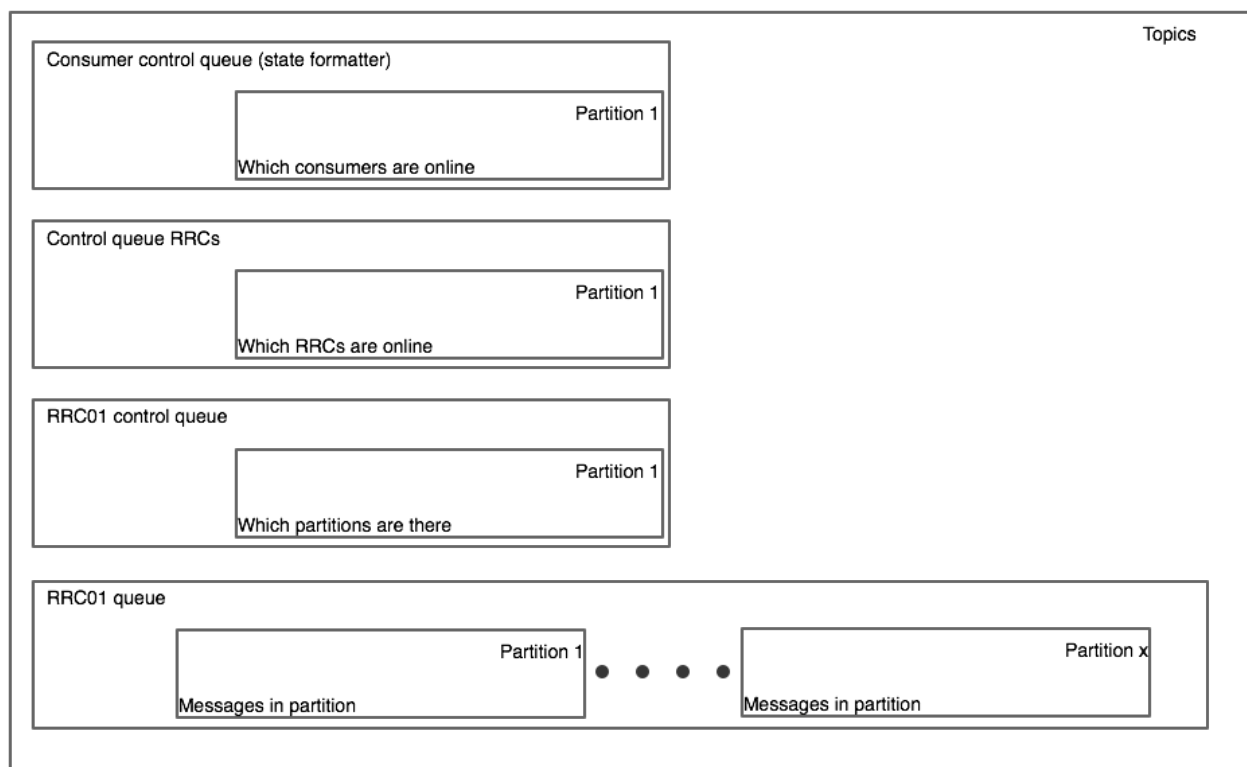 Topics
Consumer control queue (state formatter)
Partition 1
Which consumers are online
Control queue RRCs
Partition 1
Which RRCs are online
RRC01 control queue
Partition 1
Which partitions are there
RRC01 queue
Partition 1
Messages in partition
Partition x
Messages in partition